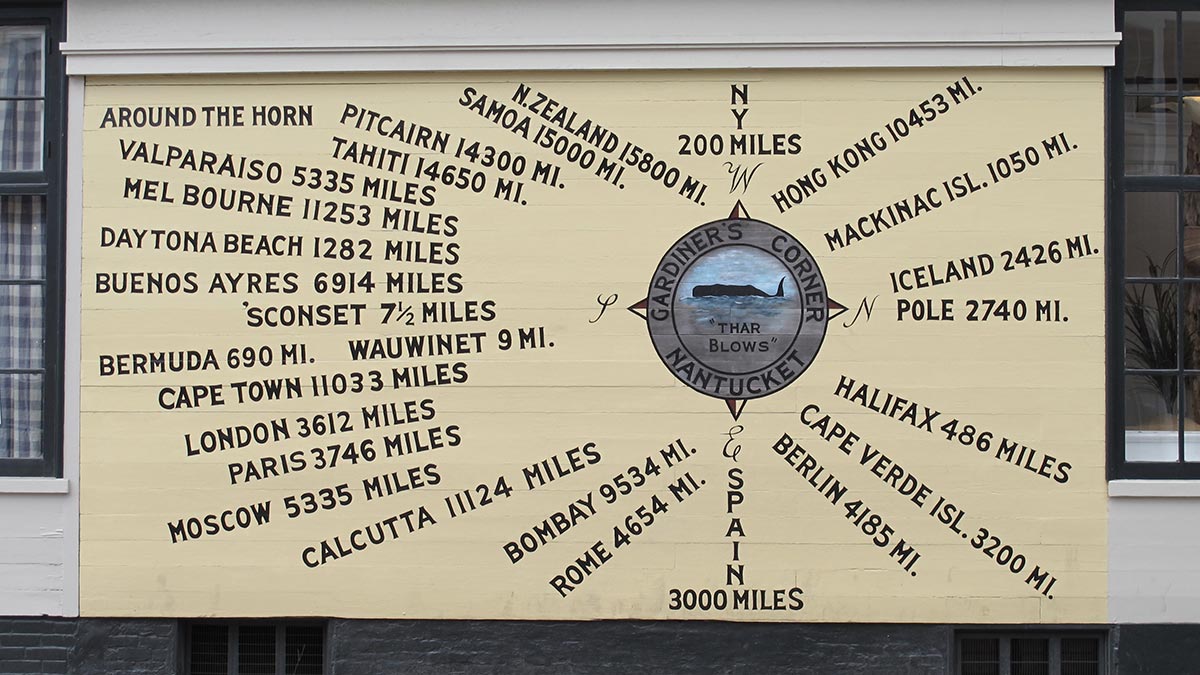 AROUND THE HORN
VALPARAISO 5335 MILES
MEL BOURNE 11253 MILES
DAYTONA BEACH 1282 MILES
BUENOS AYRES 6914 MILES
'SCONSET 7½ MILES
BERMUDA 690 MI.
WAUWINET 9 MI.
CAPE TOWN 11033 MILES
LONDON 3612 MILES
PARIS 3746 MILES
MOSCOW 5335 MILES
CALCUTTA 11124 MILES
BOMBAY 9534 MI.
ROME 4654 MI.
PITCAIRN 14300 MI.
TAHITI 14650 MI.
SAMOA 15000 MI.
N. ZEALAND 15800 MI.
NY
200 MILES
W
S
N
E
GARDINER'S CORNER
"THAR
BLOWS"
NANTUCKET
SPAIN
3000 MILES
HONG KONG 10453 MI.
MACKINAC ISL. 1050 MI.
ICELAND 2426 MI.
POLE 2740 MI.
HALIFAX 486 MILES
CAPE VERDE ISL. 3200 MI.
BERLIN 4185 MI.